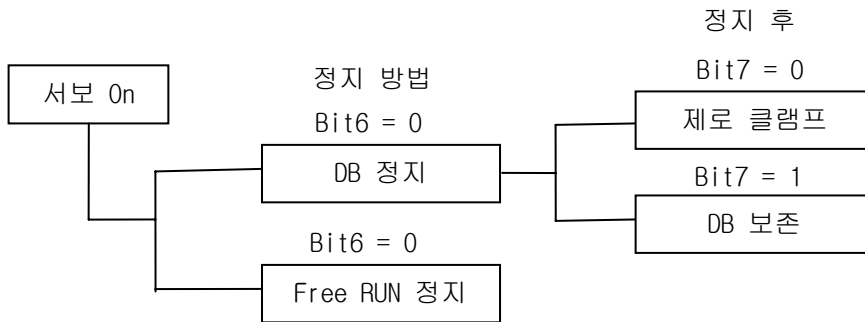 정지 후
정지 방법
Bit7 = 0
서보 On
Bit6 = 0
제로 클램프
DB 정지
Bit7 = 1
DB 보존
Bit6 = 0
Free RUN 정지